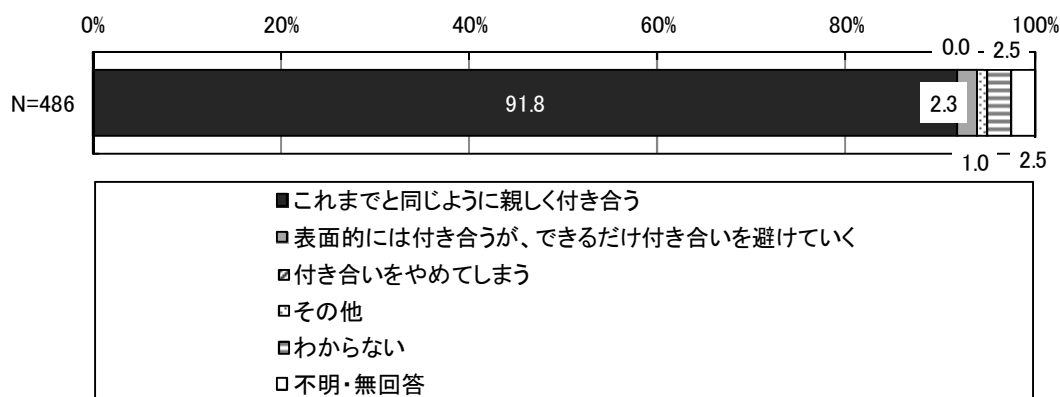 0% 20% 40% 60% 80% 100%
0.0 2.5
N=486 91.8 2.3
1.0 2.5
これまでと同じように親しく付き合う
表面的には付き合うが、できるだけ付き合いを避けていく
付き合いをやめてしまう
その他
わからない
不明・無回答